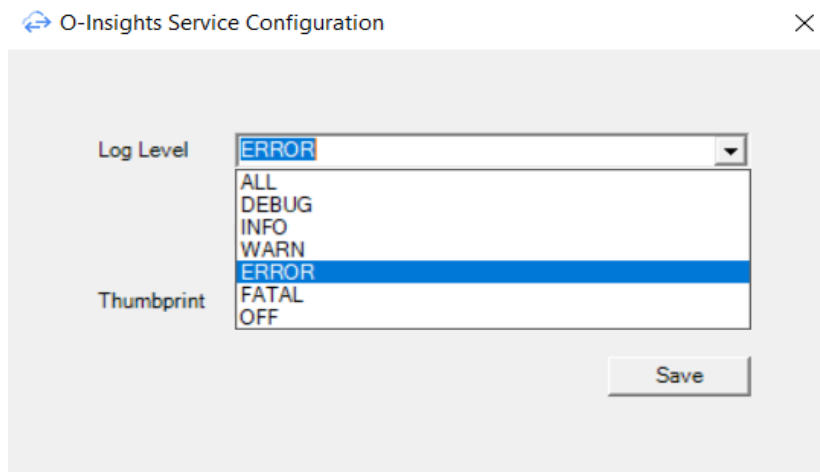 O-Insights Service Configuration
Log Level ERROR
ALL
DEBUG
INFO
WARN
ERROR
Thumbprint
FATAL
OFF
Save